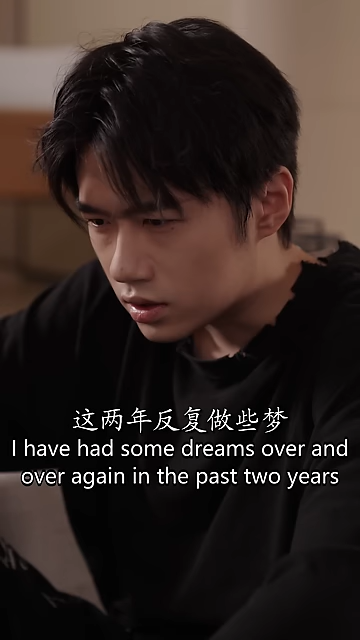 这两年反复做些梦
I have had some dreams over and
over again in the past two years